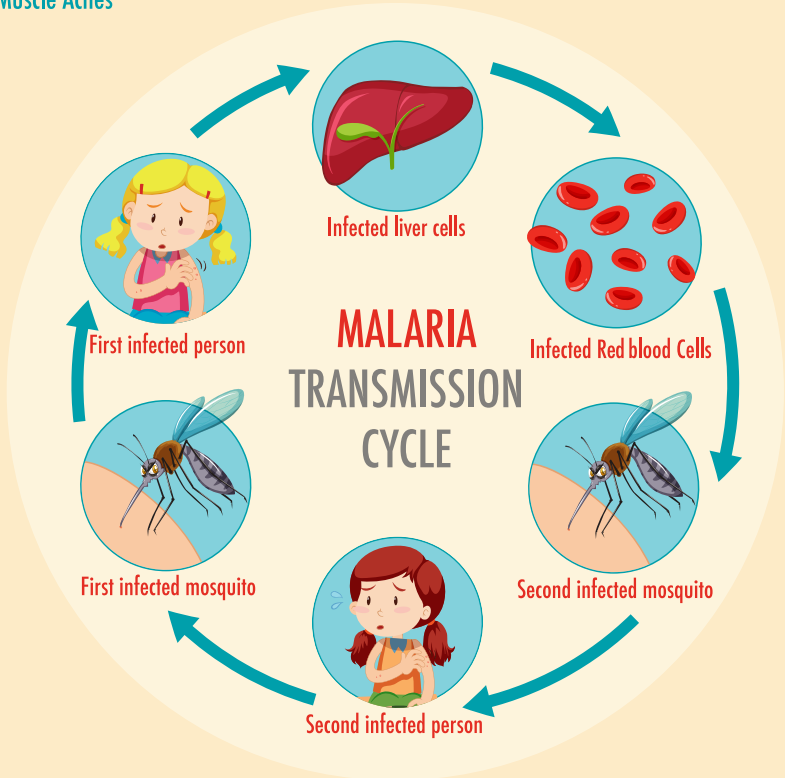 Muscle Aches
Infected liver cells
First infected person
Infected Red blood Cells
MALARIA
TRANSMISSION
CYCLE
First infected mosquito
Second infected mosquito
Second infected person